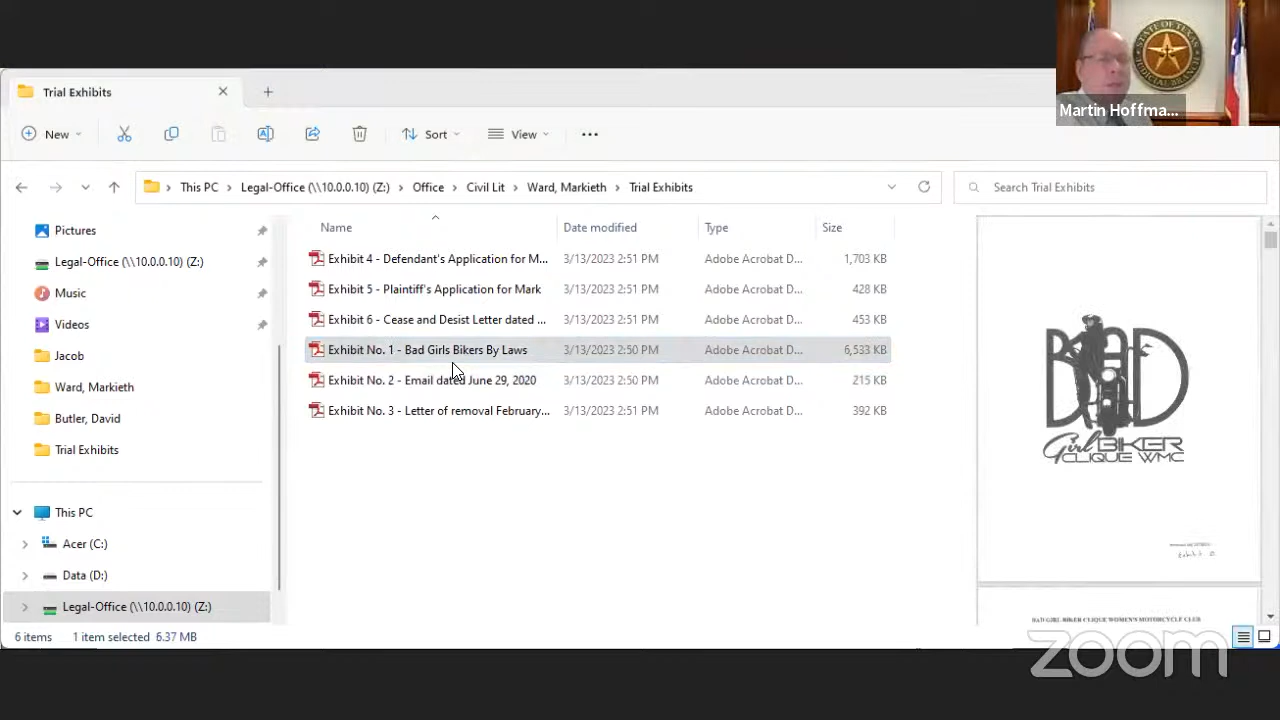 STATE OF TEXAS
JUDICIAL BRANCH
Martin Hoffma...
Trial Exhibits
New
Sort
View
This PC
Legal-Office (\\10.0.0.10) (Z:)
Office
Civil Lit
Ward, Markieth
Trial Exhibits
Search Trial Exhibits
Name
Date modified
Type
Size
Pictures
Legal-Office (\\10.0.0.10) (Z:)
Music
Videos
Jacob
Ward, Markieth
Butler, David
Trial Exhibits
This PC
Acer (C:)
Data (D:)
Legal-Office (\\10.0.0.10) (Z:)
Exhibit 4 - Defendant's Application for M... 3/13/2023 2:51 PM Adobe Acrobat D... 1,703 KB
Exhibit 5 - Plaintiff's Application for Mark 3/13/2023 2:51 PM Adobe Acrobat D... 428 KB
Exhibit 6 - Cease and Desist Letter dated ... 3/13/2023 2:51 PM Adobe Acrobat D... 453 KB
Exhibit No. 1 - Bad Girls Bikers By Laws 3/13/2023 2:50 PM Adobe Acrobat D... 6,533 KB
Exhibit No. 2 - Email dated June 29, 2020 3/13/2023 2:50 PM Adobe Acrobat D... 215 KB
Exhibit No. 3 - Letter of removal February... 3/13/2023 2:51 PM Adobe Acrobat D... 392 KB
BAD
Girl BIKER
CLIQUE WMC
Exhibit
BAD GIRL BIKER CLIQUE WOMEN'S MOTORCYCLE CLUB
6 items 1 item selected 6.37 MB
zoom